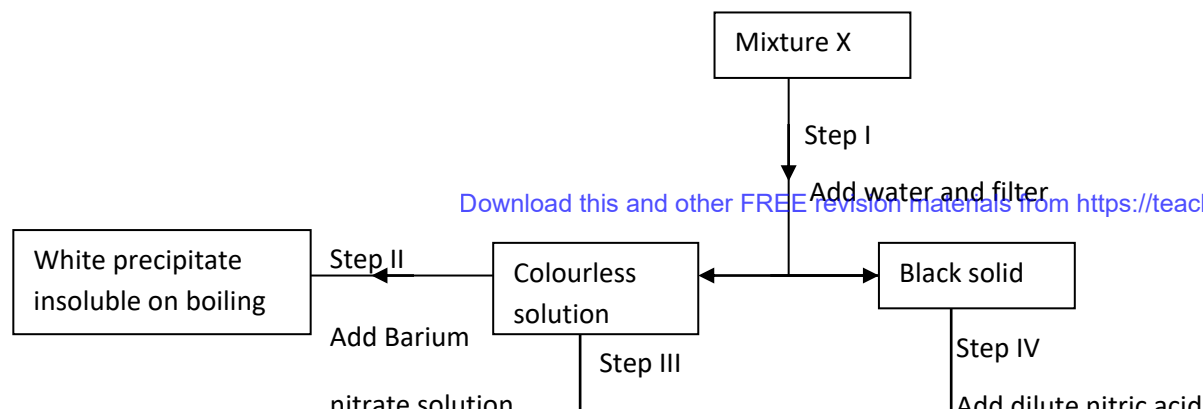 Mixture X
Step I
Add water and filter
Download this and other FREE revision materials from https://teach
White precipitate
insoluble on boiling
Step II
Add Barium
nitrate solution
Colourless
solution
Black solid
Step III
Step IV
Add dilute nitric acid